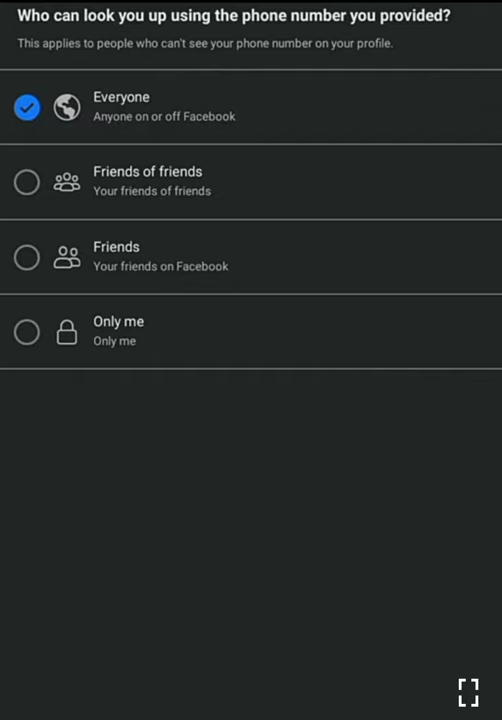 Who can look you up using the phone number you provided?
This applies to people who can't see your phone number on your profile.
Everyone
Anyone on or off Facebook
Friends of friends
Your friends of friends
Friends
Your friends on Facebook
Only me
Only me